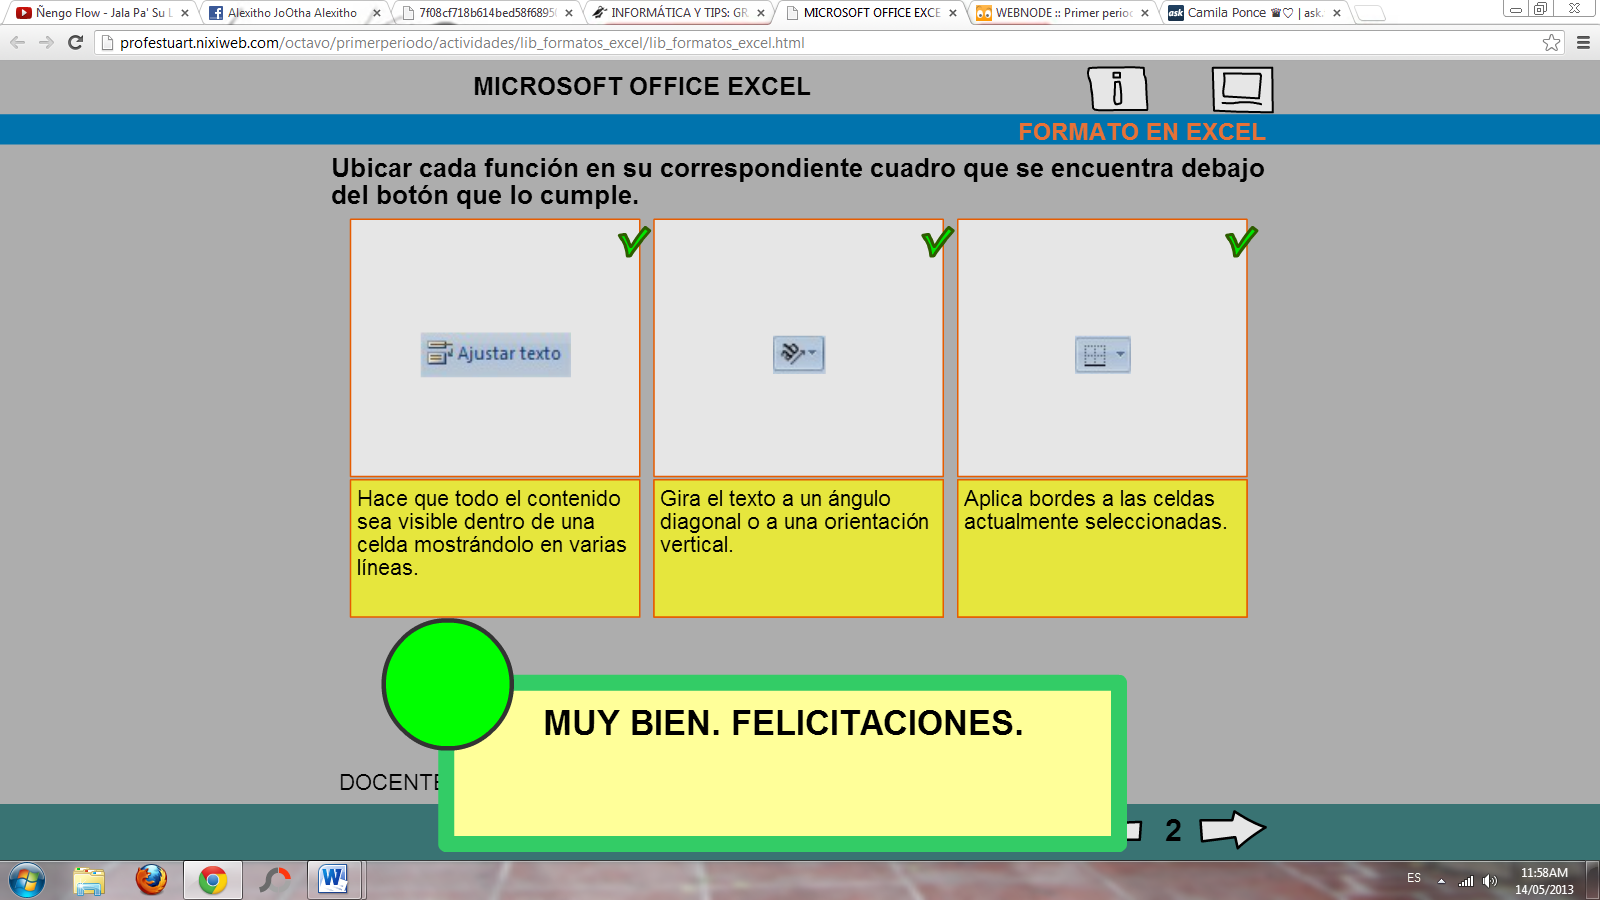 Ñengo Flow - Jala Pa' Su L
Alexitho JoOtha Alexitho
7f08cf718b614bed58f6895
INFORMÁTICA Y TIPS: GR
MICROSOFT OFFICE EXCE
WEBNODE :: Primer period
ask Camila Ponce ♛♡ | ask.
profestuart.nixiweb.com/octavo/primerperiodo/actividades/lib_formatos_excel/lib_formatos_excel.html
MICROSOFT OFFICE EXCEL
FORMATO EN EXCEL
Ubicar cada función en su correspondiente cuadro que se encuentra debajo
del botón que lo cumple.
Ajustar texto
Hace que todo el contenido
sea visible dentro de una
celda mostrándolo en varias
líneas.
Gira el texto a un ángulo
diagonal o a una orientación
vertical.
Aplica bordes a las celdas
actualmente seleccionadas.
MUY BIEN. FELICITACIONES.
DOCENTE
2
ES
11:58AM
14/05/2013